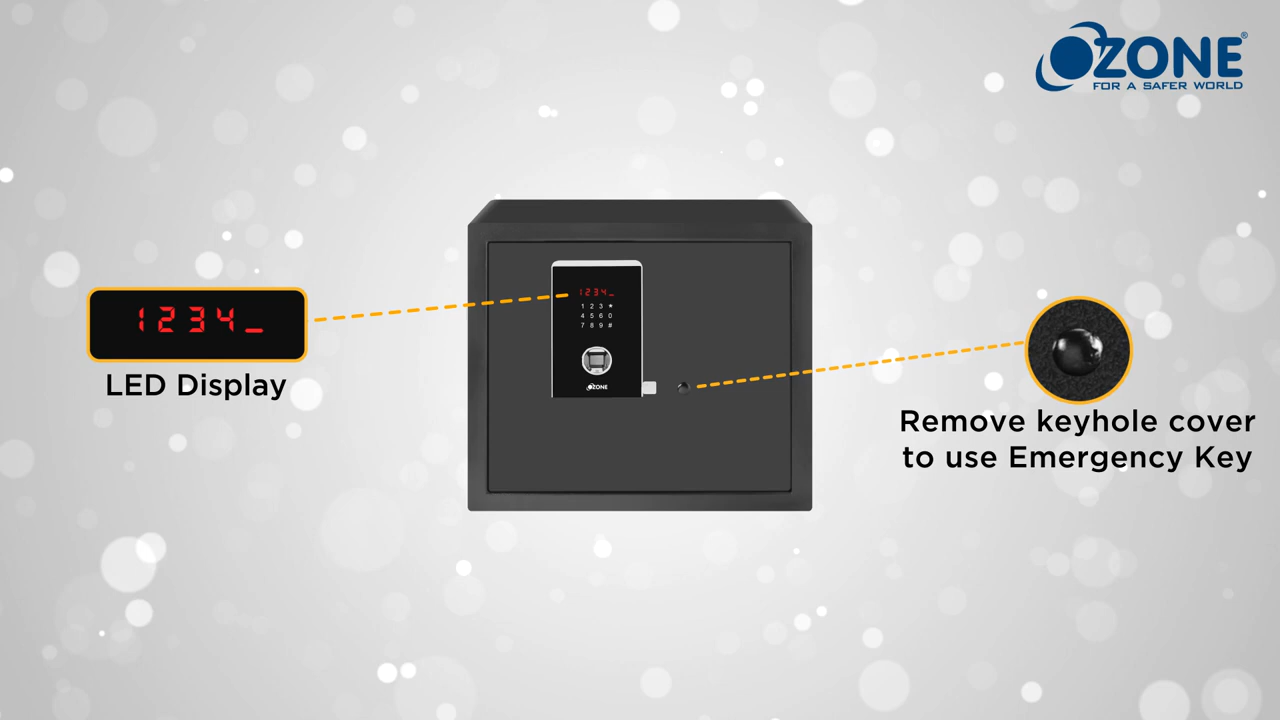 OZONE®
FOR A SAFER WORLD
1234_
LED Display
1234_
1 2 3 *
4 5 6 0
7 8 9 #
OZONE
Remove keyhole cover
to use Emergency Key